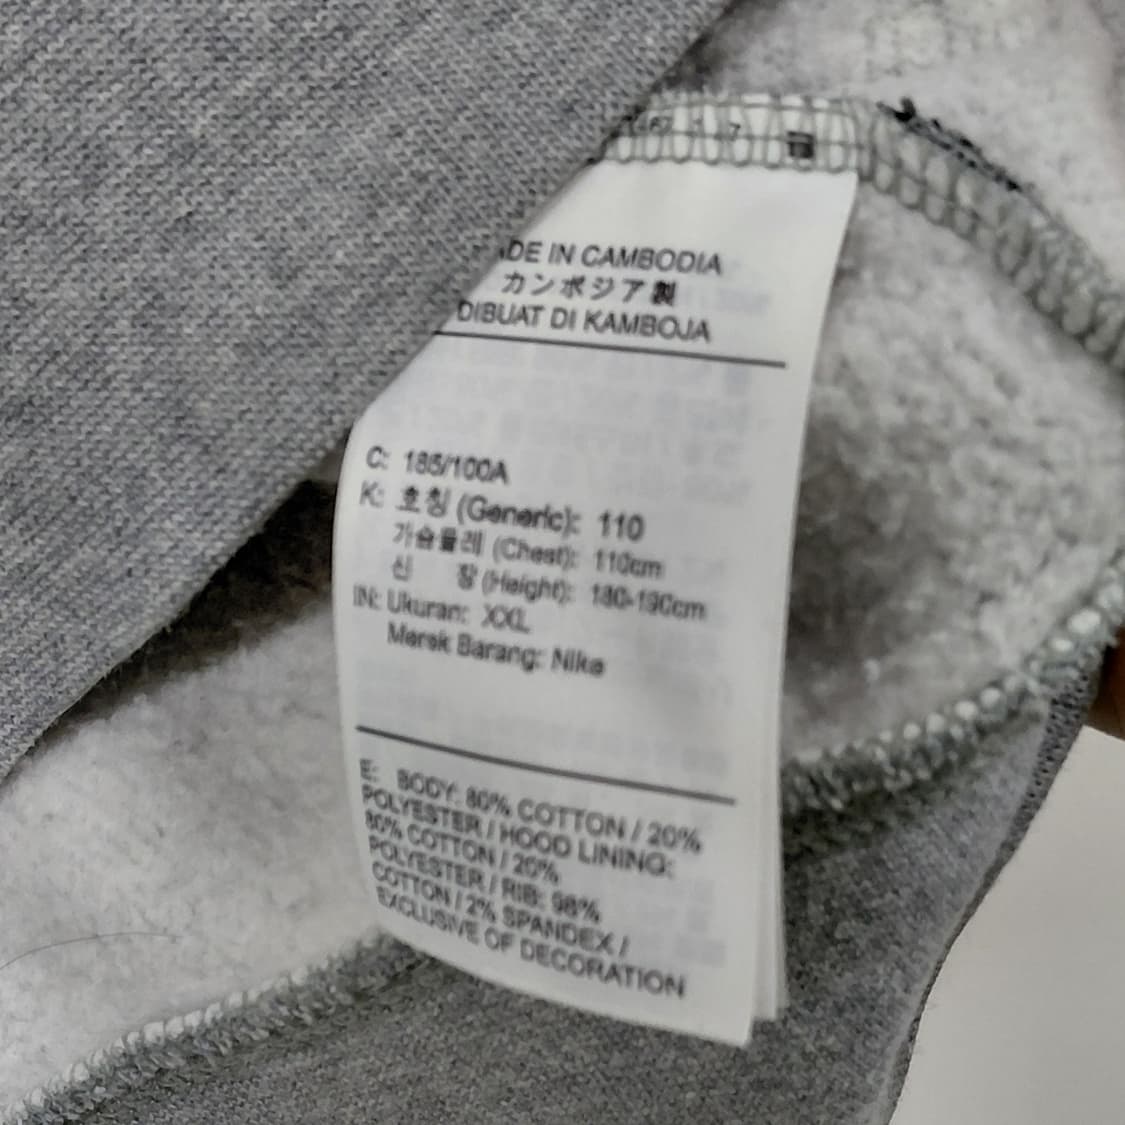 ADE IN CAMBODIA
カンボジア製
DIBUAT DI KAMBOJA
C: 185/100A
K: 호칭 (Generic): 110
가슴둘레 (Chest): 110cm
신 장 (Height): 180-190cm
IN: Ukuran: XXL
Merek Barang: Nike
E: BODY: 80% COTTON / 20%
POLYESTER / HOOD LINING:
80% COTTON / 20%
POLYESTER / RIB: 98%
COTTON / 2% SPANDEX /
EXCLUSIVE OF DECORATION